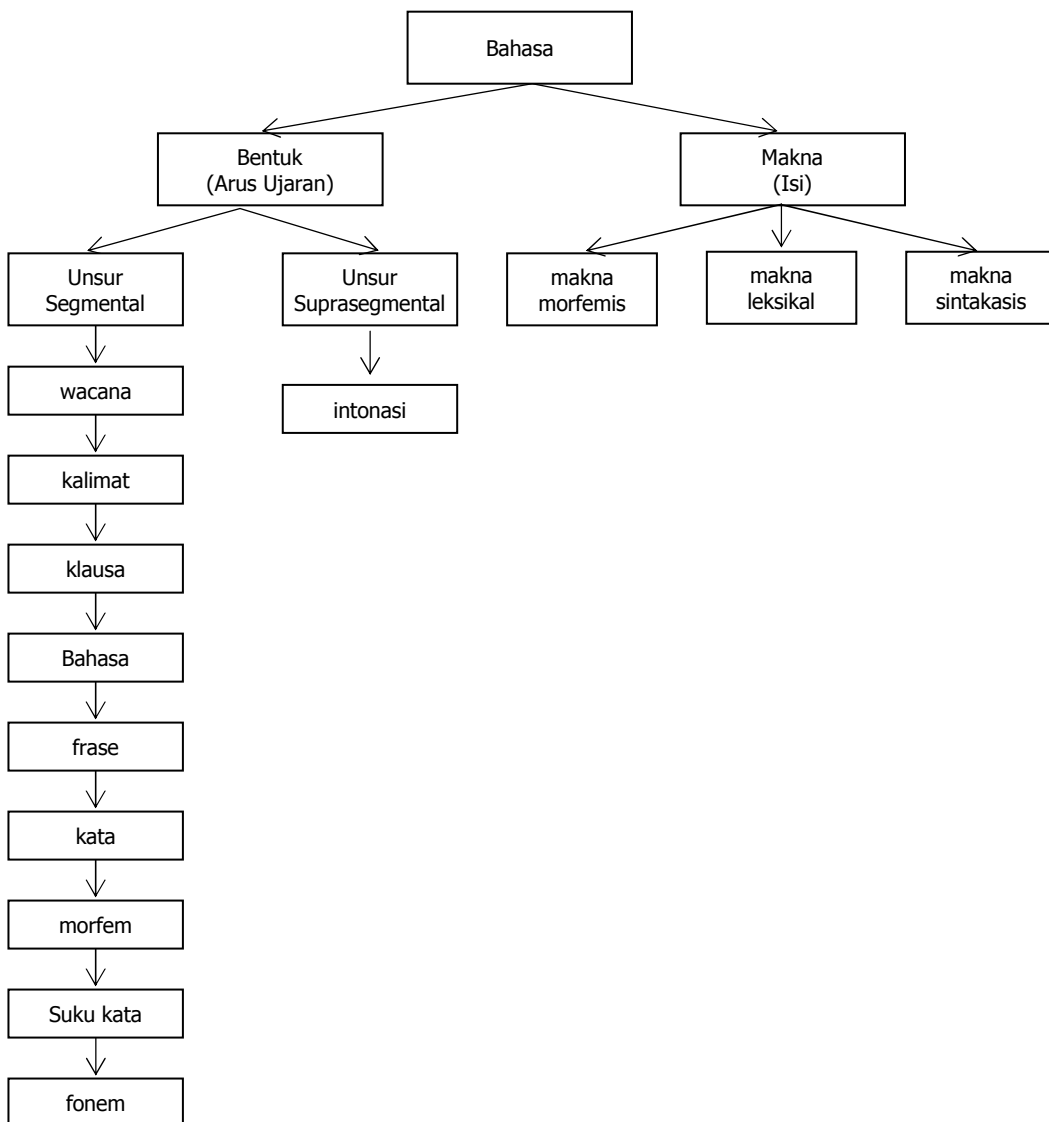 Bahasa
Bentuk
(Arus Ujaran)
Makna
(Isi)
Unsur
Segmental
Unsur
Suprasegmental
makna
morfemis
makna
leksikal
makna
sintakasis
wacana
intonasi
kalimat
klausa
Bahasa
frase
kata
morfem
Suku kata
fonem